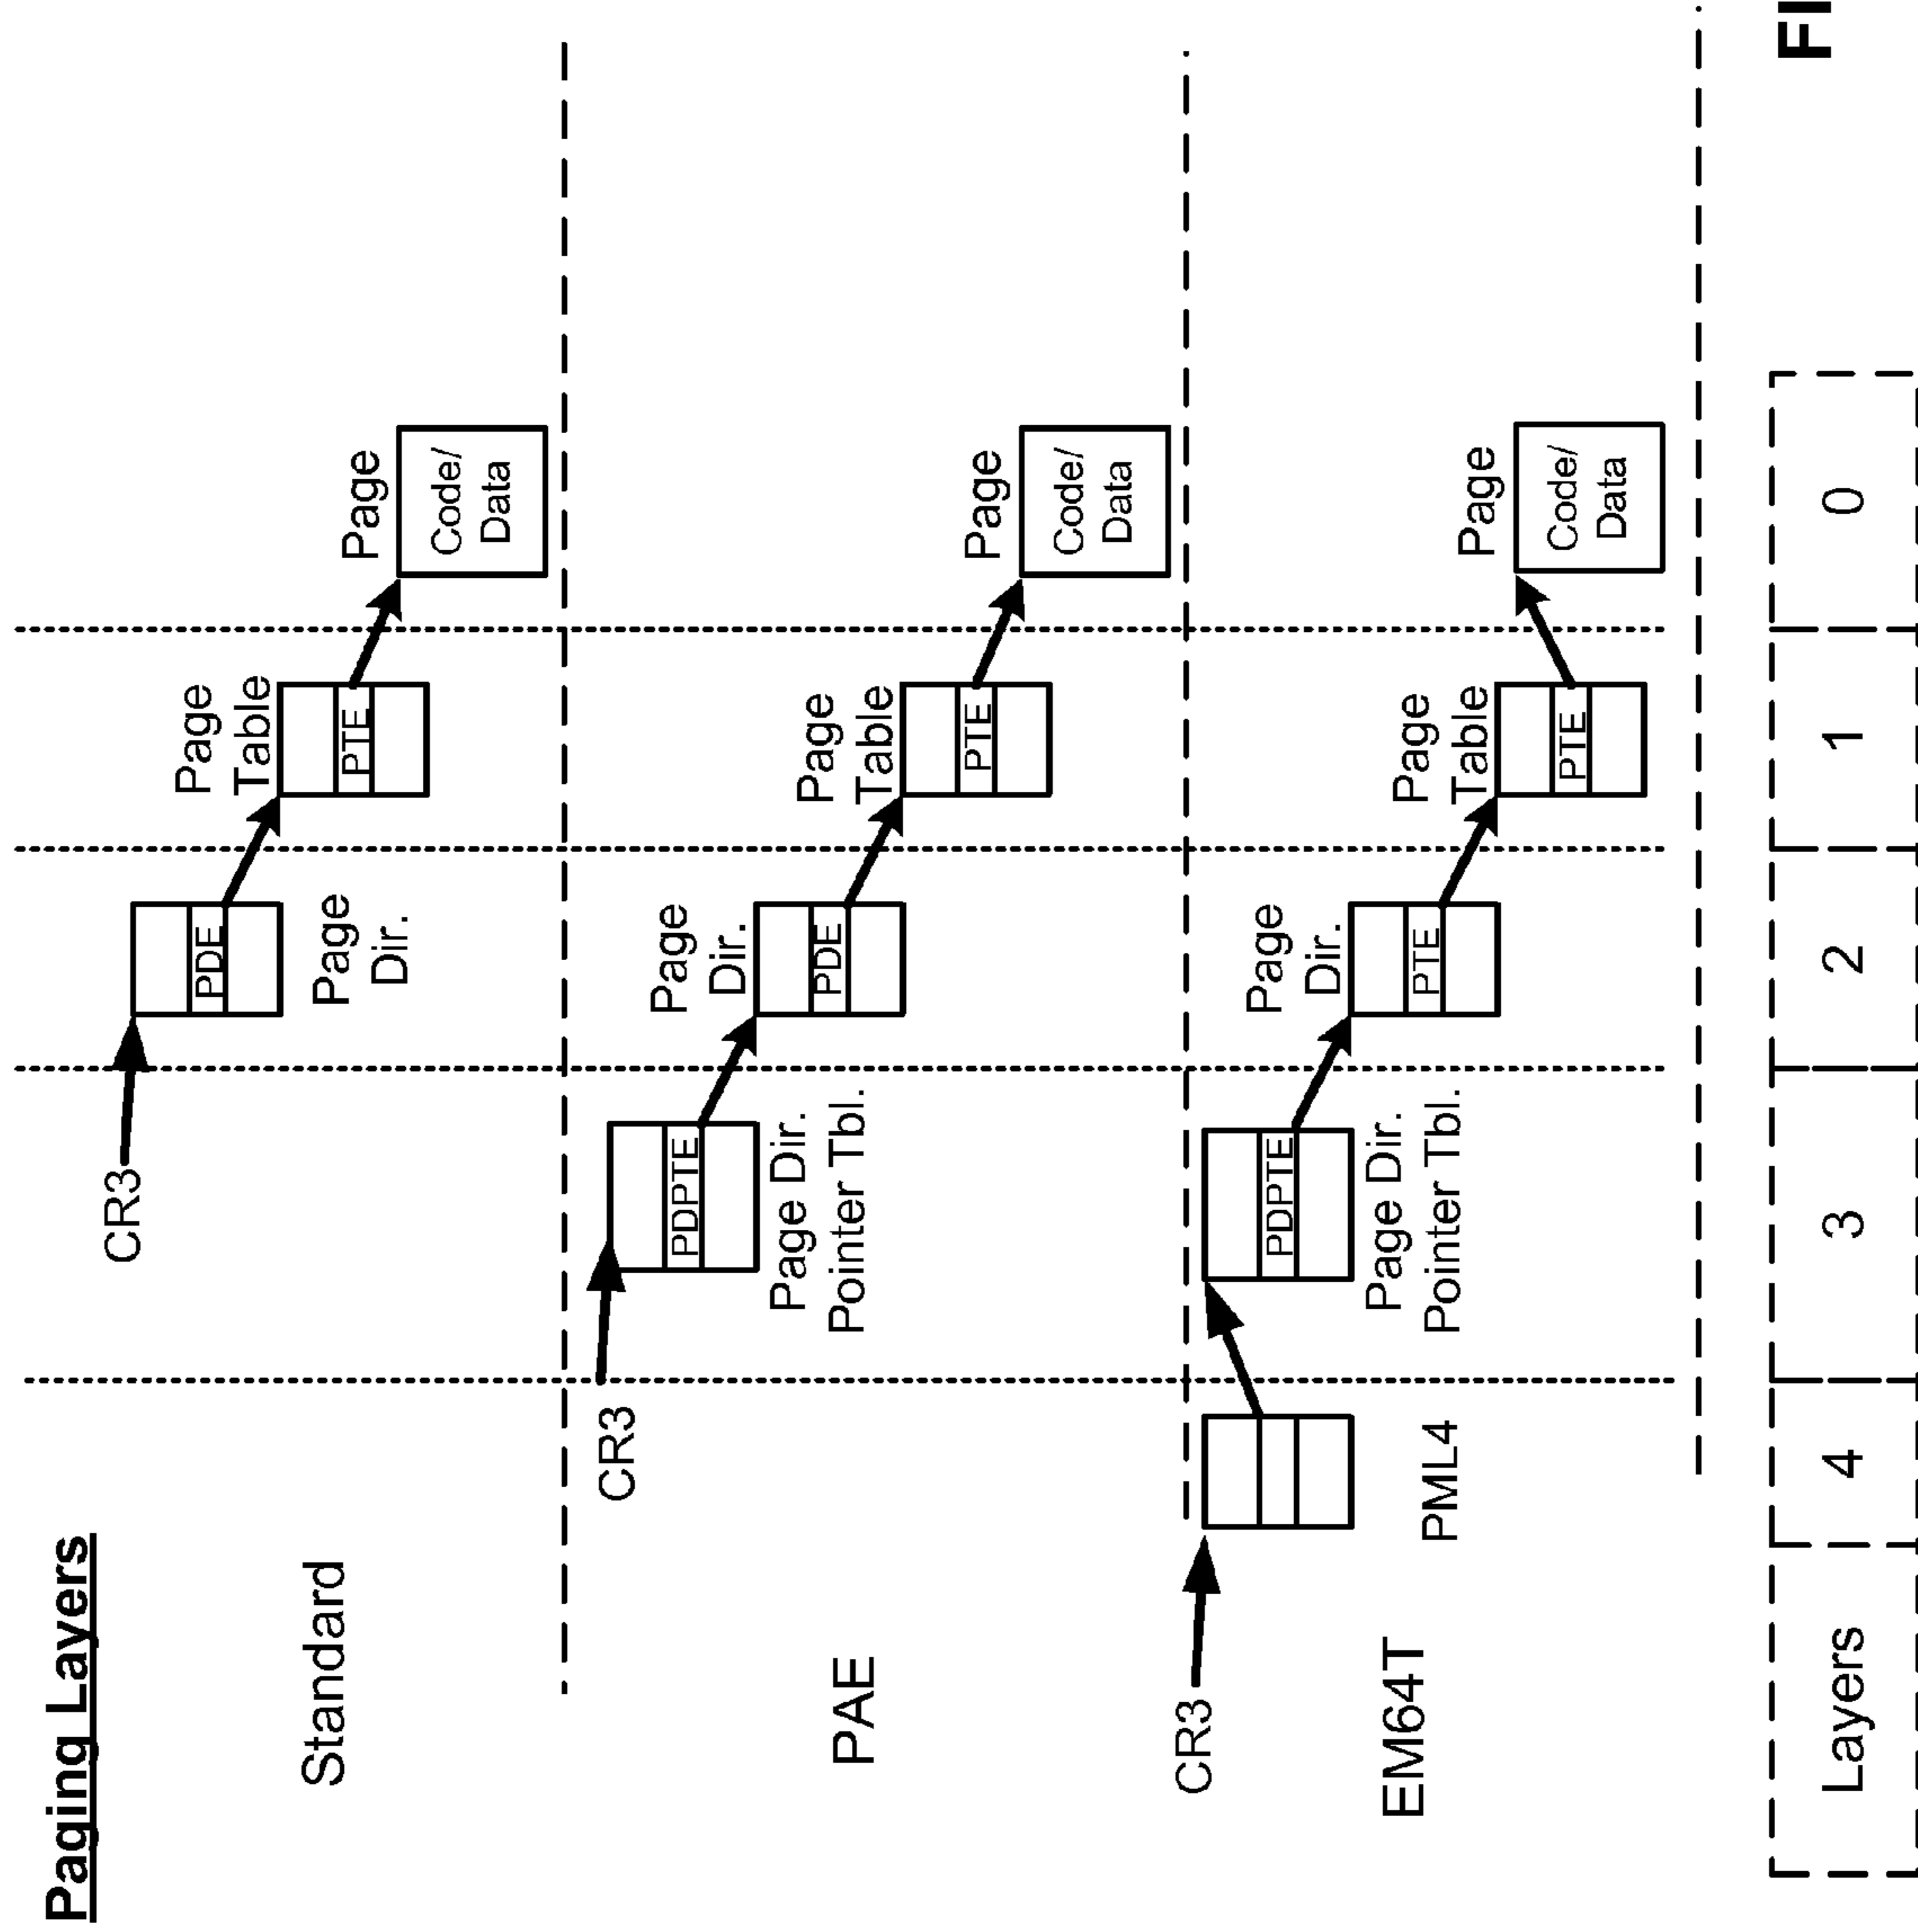 Paging Layers
Standard
CR3
PDE
Page
Dir.
Page
Table
PTE
Page
Code/
Data
PAE
CR3
PDPTE
Page Dir.
Pointer Tbl.
Page
Dir.
PDE
Page
Table
PTE
Page
Code/
Data
EM64T
CR3
PML4
PDPTE
Page Dir.
Pointer Tbl.
Page
Dir.
PTE
Page
Table
PTE
Page
Code/
Data
Layers
4
3
2
1
0